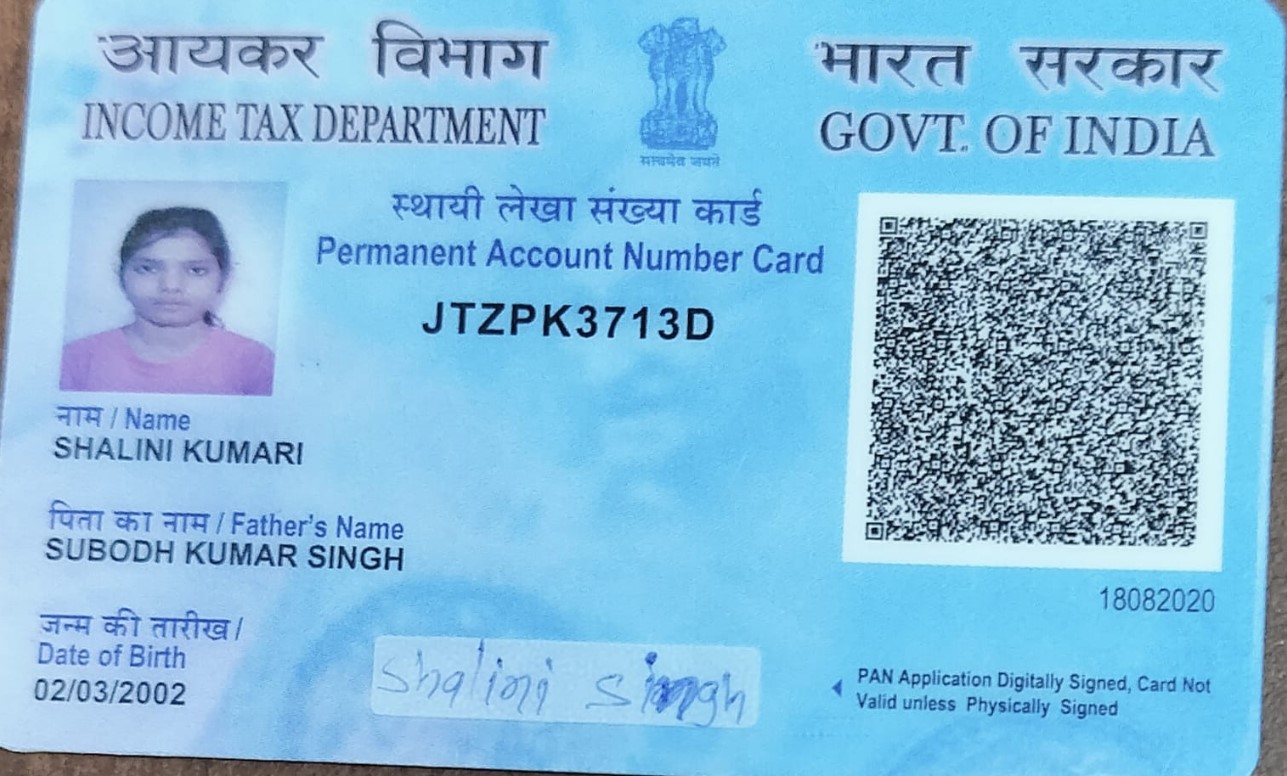 आयकर विभाग
INCOME TAX DEPARTMENT
भारत सरकार
GOVT. OF INDIA
सत्यमेव जयते
स्थायी लेखा संख्या कार्ड
Permanent Account Number Card
JTZPK3713D
नाम / Name
SHALINI KUMARI
पिता का नाम / Father's Name
SUBODH KUMAR SINGH
जन्म की तारीख /
Date of Birth
02/03/2002
Shalini Singh
18082020
PAN Application Digitally Signed, Card Not
Valid unless Physically Signed